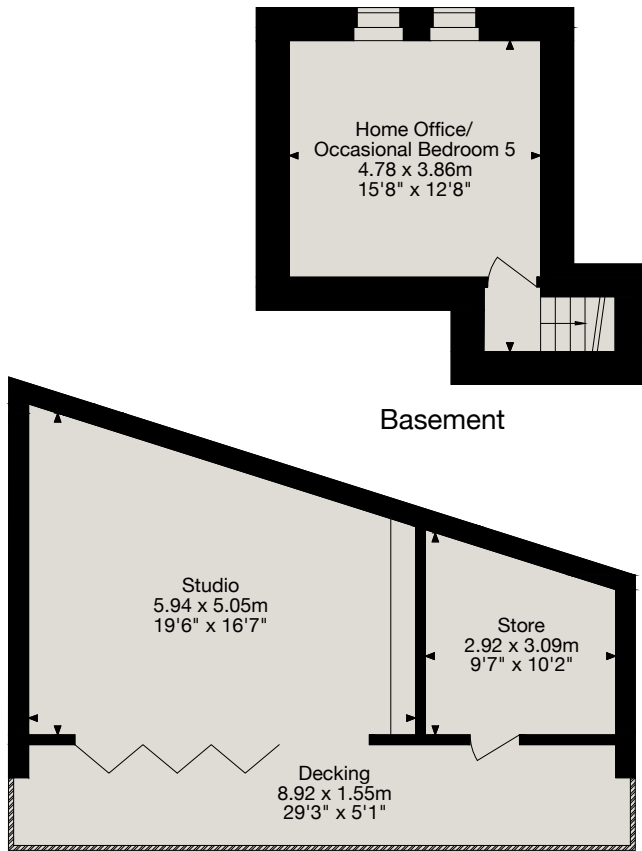 Home Office/
Occasional Bedroom 5
4.78 x 3.86m
15'8" x 12'8"
Basement
Studio
5.94 x 5.05m
19'6" x 16'7"
Store
2.92 x 3.09m
9'7" x 10'2"
Decking
8.92 x 1.55m
29'3" x 5'1"